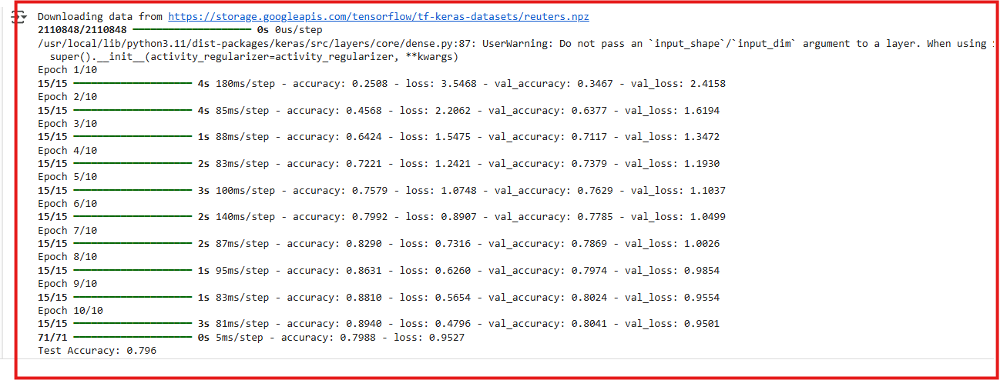 Downloading data from https://storage.googleapis.com/tensorflow/tf-keras-datasets/reuters.npz
2110848/2110848 ━━━━━━━━━━━━━━━━━━━━ 0s 0us/step
/usr/local/lib/python3.11/dist-packages/keras/src/layers/core/dense.py:87: UserWarning: Do not pass an `input_shape`/`input_dim` argument to a layer. When using
super().__init__(activity_regularizer=activity_regularizer, **kwargs)
Epoch 1/10
15/15 ━━━━━━━━━━━━━━━━━━━━ 4s 180ms/step - accuracy: 0.2508 - loss: 3.5468 - val_accuracy: 0.3467 - val_loss: 2.4158
Epoch 2/10
15/15 ━━━━━━━━━━━━━━━━━━━━ 4s 85ms/step - accuracy: 0.4568 - loss: 2.2062 - val_accuracy: 0.6377 - val_loss: 1.6194
Epoch 3/10
15/15 ━━━━━━━━━━━━━━━━━━━━ 1s 88ms/step - accuracy: 0.6424 - loss: 1.5475 - val_accuracy: 0.7117 - val_loss: 1.3472
Epoch 4/10
15/15 ━━━━━━━━━━━━━━━━━━━━ 2s 83ms/step - accuracy: 0.7221 - loss: 1.2421 - val_accuracy: 0.7379 - val_loss: 1.1930
Epoch 5/10
15/15 ━━━━━━━━━━━━━━━━━━━━ 3s 100ms/step - accuracy: 0.7579 - loss: 1.0748 - val_accuracy: 0.7629 - val_loss: 1.1037
Epoch 6/10
15/15 ━━━━━━━━━━━━━━━━━━━━ 2s 140ms/step - accuracy: 0.7992 - loss: 0.8907 - val_accuracy: 0.7785 - val_loss: 1.0499
Epoch 7/10
15/15 ━━━━━━━━━━━━━━━━━━━━ 2s 87ms/step - accuracy: 0.8290 - loss: 0.7316 - val_accuracy: 0.7869 - val_loss: 1.0026
Epoch 8/10
15/15 ━━━━━━━━━━━━━━━━━━━━ 1s 95ms/step - accuracy: 0.8631 - loss: 0.6260 - val_accuracy: 0.7974 - val_loss: 0.9854
Epoch 9/10
15/15 ━━━━━━━━━━━━━━━━━━━━ 1s 83ms/step - accuracy: 0.8810 - loss: 0.5654 - val_accuracy: 0.8024 - val_loss: 0.9554
Epoch 10/10
15/15 ━━━━━━━━━━━━━━━━━━━━ 3s 81ms/step - accuracy: 0.8940 - loss: 0.4796 - val_accuracy: 0.8041 - val_loss: 0.9501
71/71 ━━━━━━━━━━━━━━━━━━━━ 0s 5ms/step - accuracy: 0.7988 - loss: 0.9527
Test Accuracy: 0.796